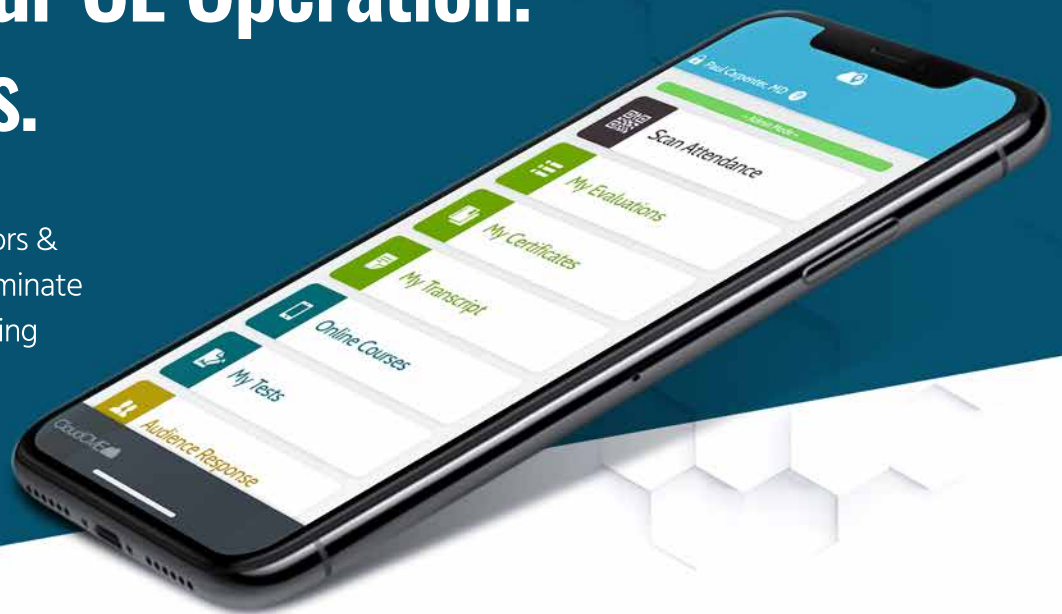 ur CE Operation.
s.
ors &
minate
ing
Paul Carpenter, MD
- Admin Mode -
Scan Attendance
My Evaluations
My Certificates
My Transcript
Online Courses
My Tests
Audience Response
CloudCME